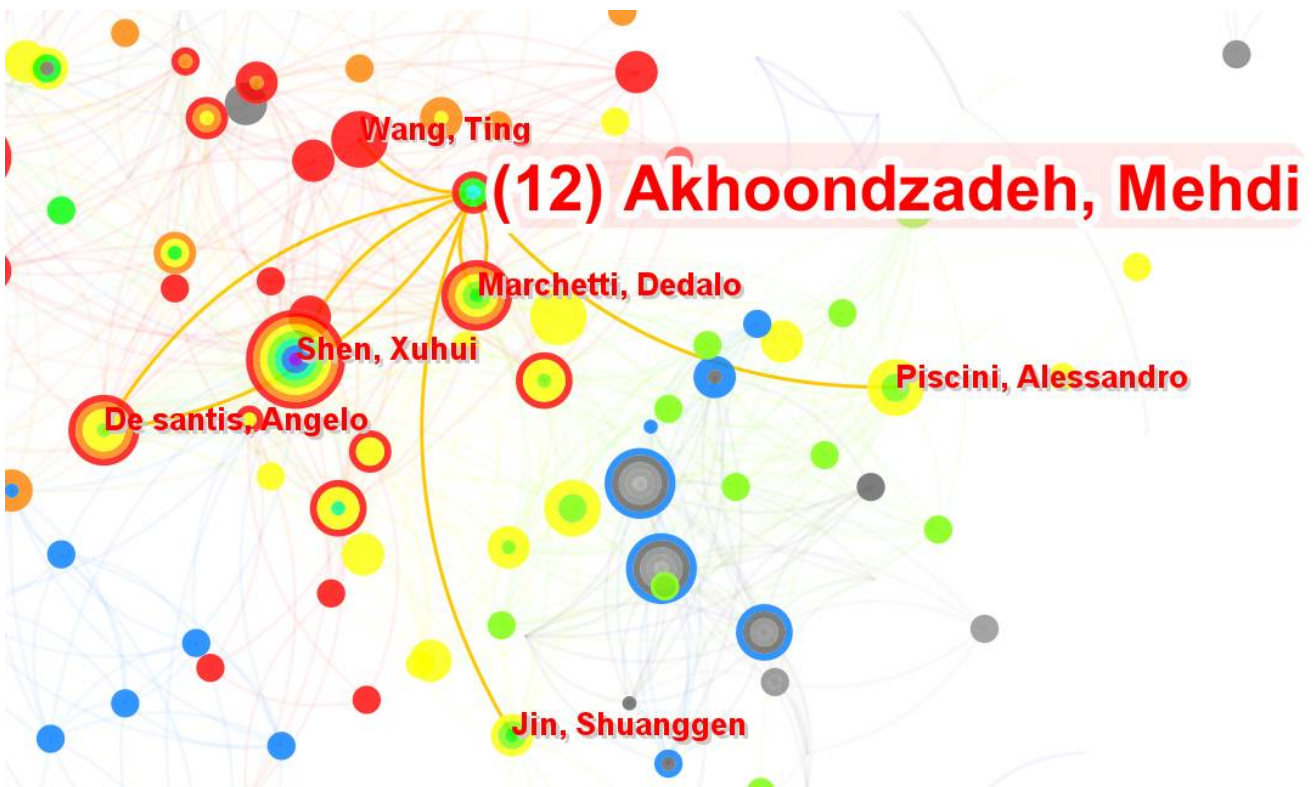 Wang, Ting
(12) Akhoondzadeh, Mehdi
Marchetti, Dedalo
Shen, Xuhui
Piscini, Alessandro
De santis, Angelo
Jin, Shuanggen